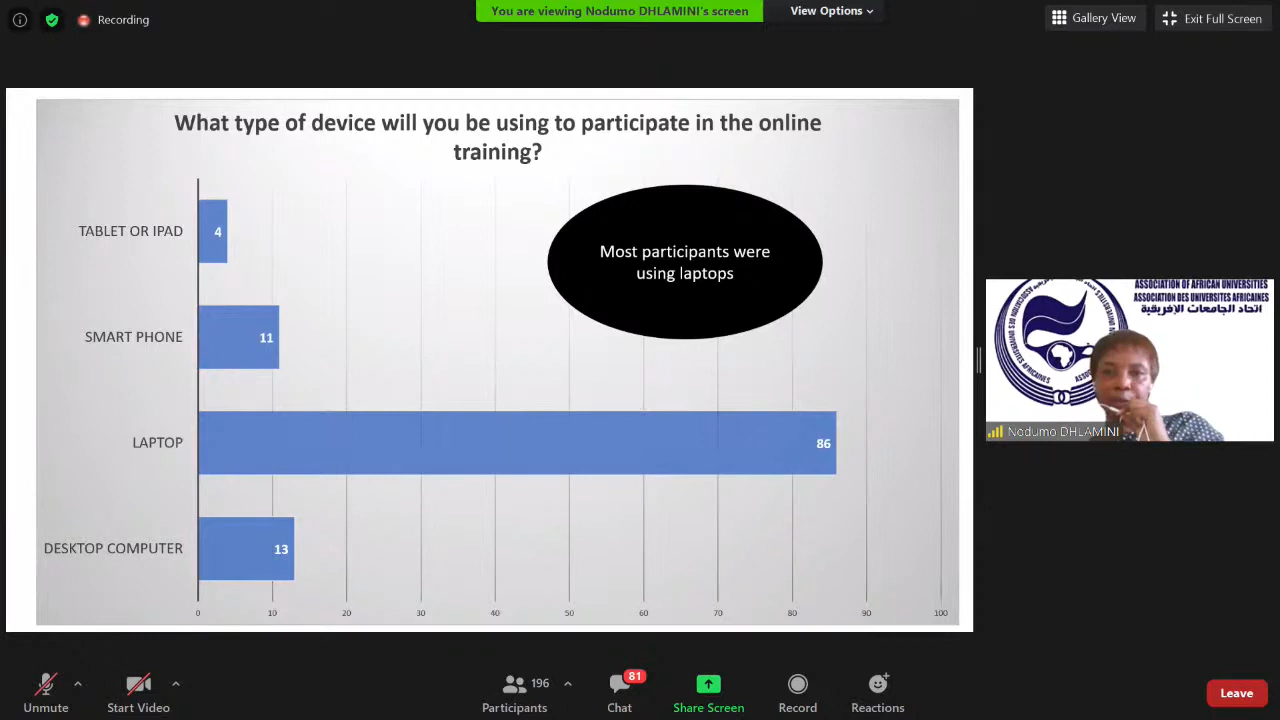 Recording
You are viewing Nodumo DHLAMINI's screen
View Options
Gallery View
Exit Full Screen
What type of device will you be using to participate in the online
training?
Most participants were
using laptops
TABLET OR IPAD
4
SMART PHONE
11
LAPTOP
86
DESKTOP COMPUTER
13
0 10 20 30 40 50 60 70 80 90 100
ASSOCIATION OF AFRICAN UNIVERSITIES
ASSOCIATION DES UNIVERSITES AFRICAINES
اتحاد الجامعات الإفريقية
Nodumo DHLAMINI
Unmute
Start Video
196
Participants
81
Chat
Share Screen
Record
Reactions
Leave